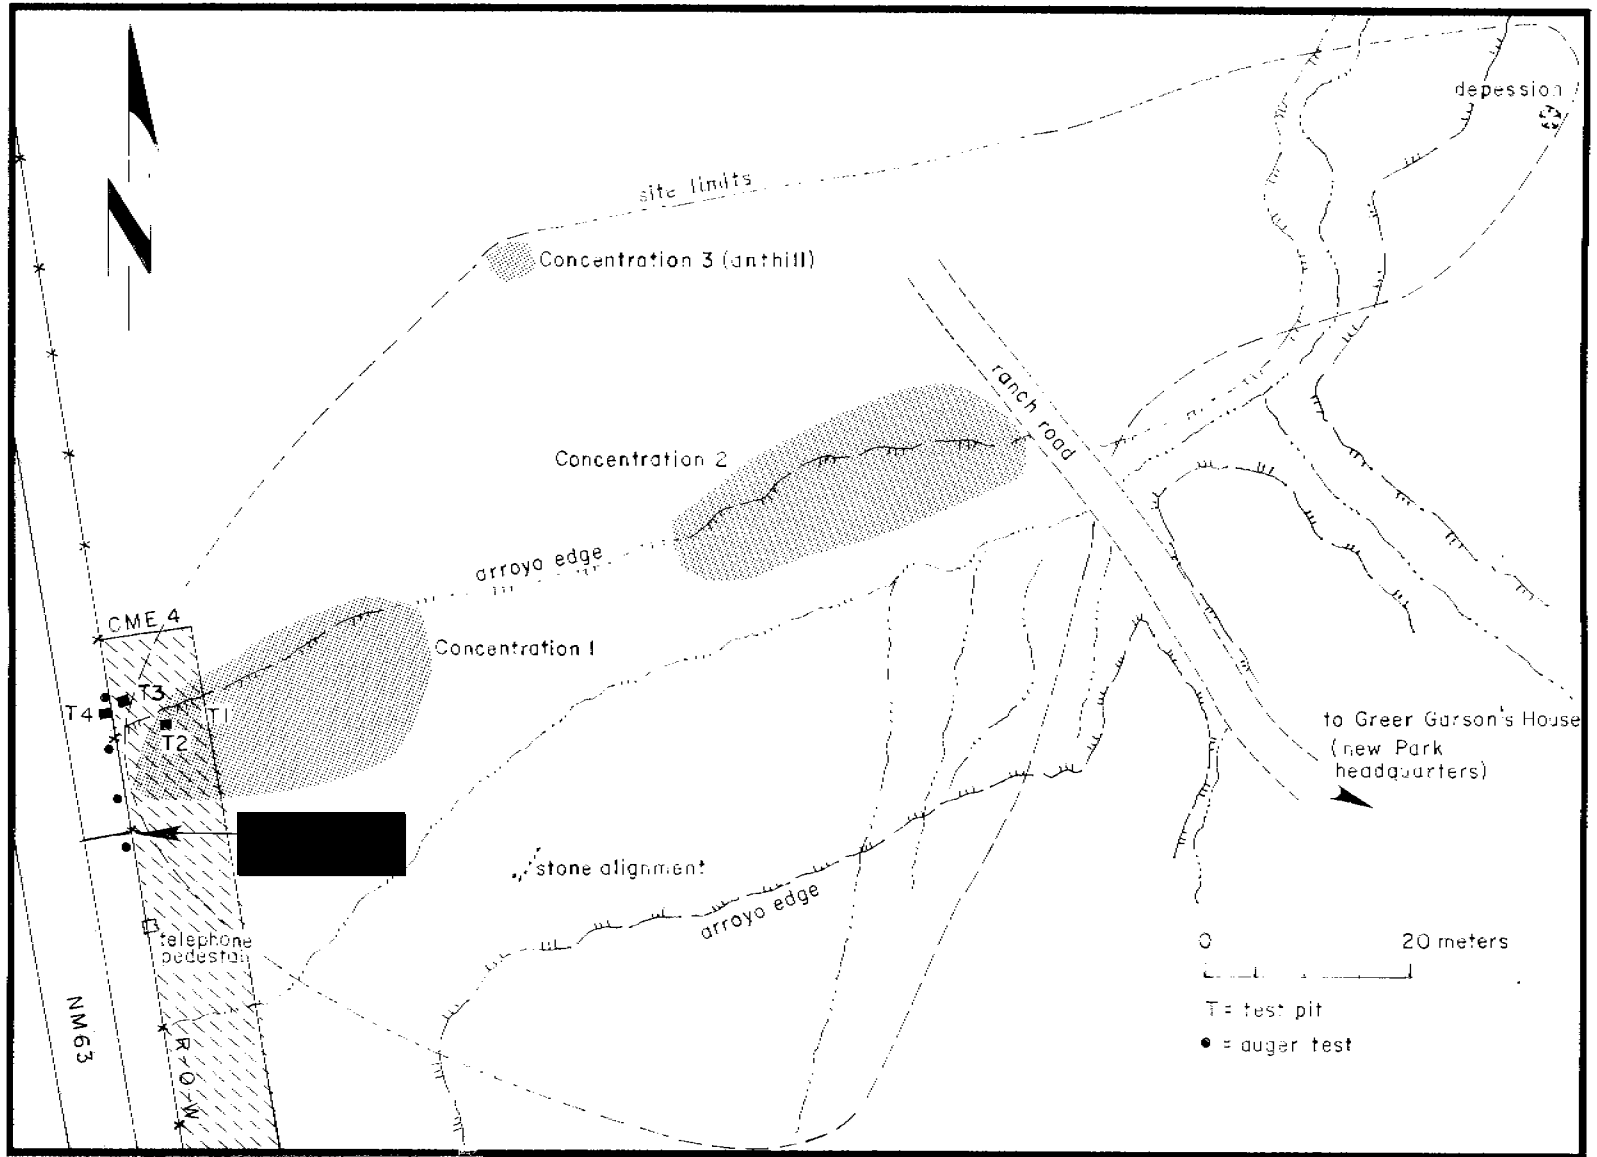 N
depession
site limits
Concentration 3 (anthill)
ranch road
Concentration 2
arroyo edge
CME 4
Concentration 1
T3
T4
T1
T2
to Greer Garson's House
(new Park
headquarters)
stone alignment
arroyo edge
telephone
pedestal
NM63
R-O-W
0 20 meters
T = test pit
● = auger test